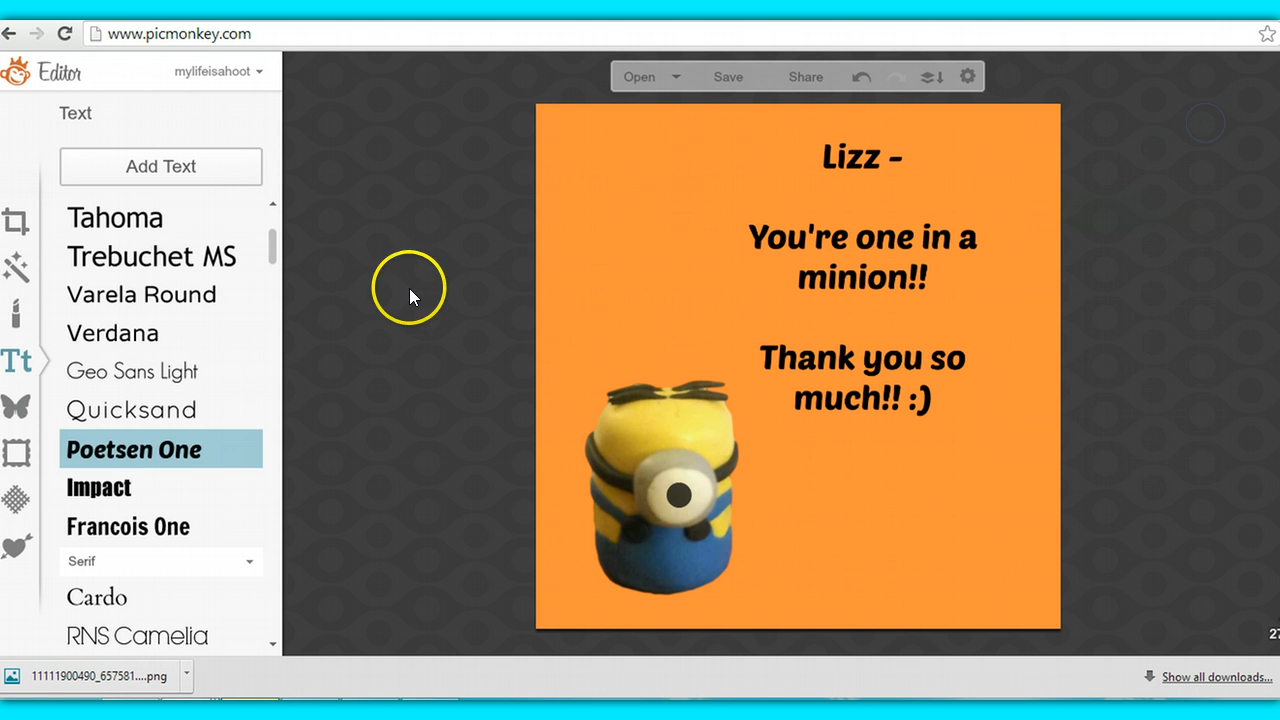 www.picmonkey.com
Editor
mylifeisahoot
Open
Save
Share
Text
Add Text
Tahoma
Trebuchet MS
Varela Round
Verdana
Geo Sans Light
Quicksand
Poetsen One
Impact
Francois One
Serif
Cardo
RNS Camelia
Tt
Lizz -
You're one in a
minion!!
Thank you so
much!! :)
27
11111900490_657581....png
Show all downloads...